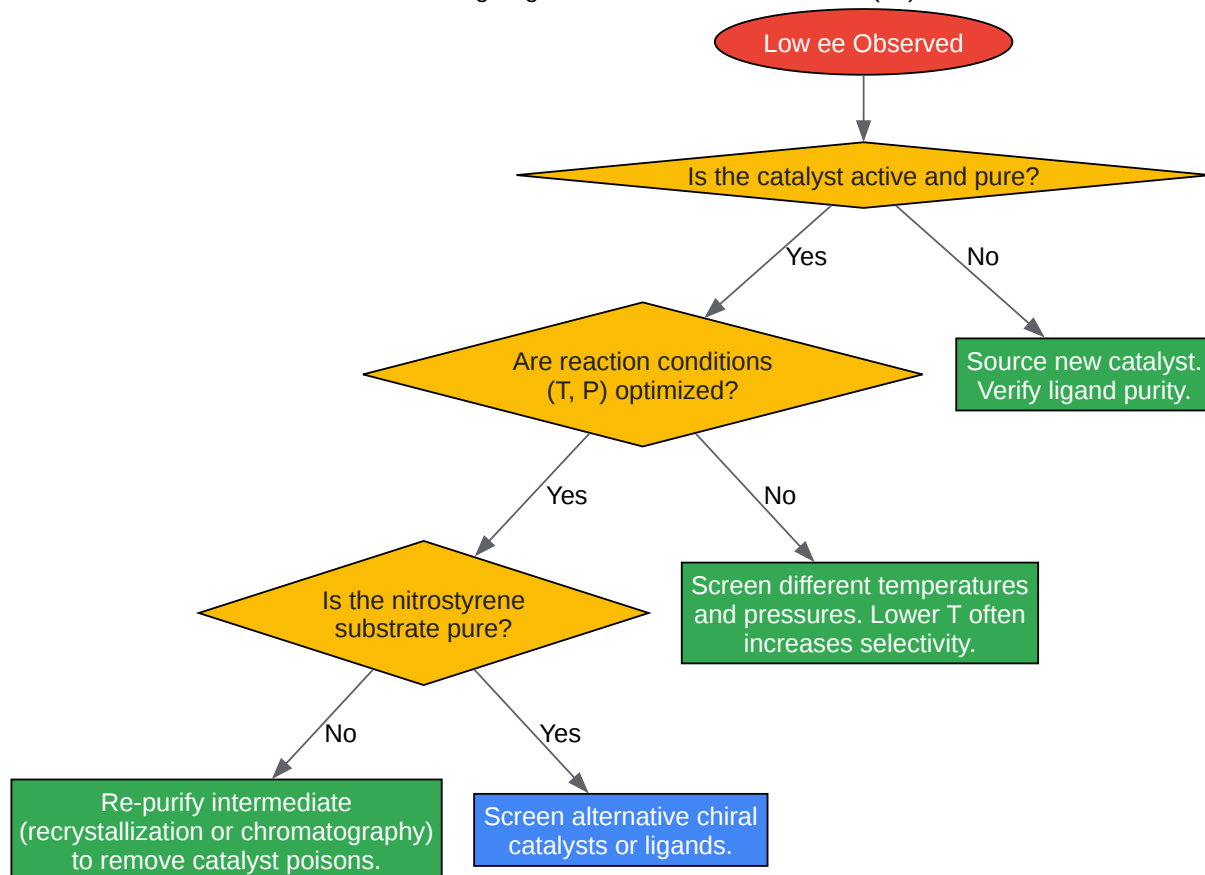 Low ee Observed
Is the catalyst active and pure?
Yes
No
Are reaction conditions
(T, P) optimized?
Source new catalyst.
Verify ligand purity.
Yes
No
Is the nitrostyrene
substrate pure?
Screen different temperatures
and pressures. Lower T often
increases selectivity.
No
Yes
Re-purify intermediate
(recrystallization or chromatography)
to remove catalyst poisons.
Screen alternative chiral
catalysts or ligands.